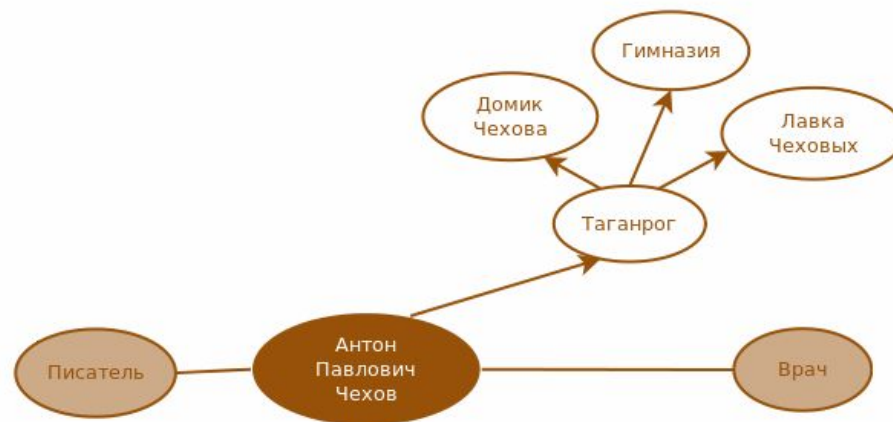 Гимназия
Домик
Чехова
Лавка
Чеховых
Таганрог
Антон
Павлович
Чехов
Писатель
Врач